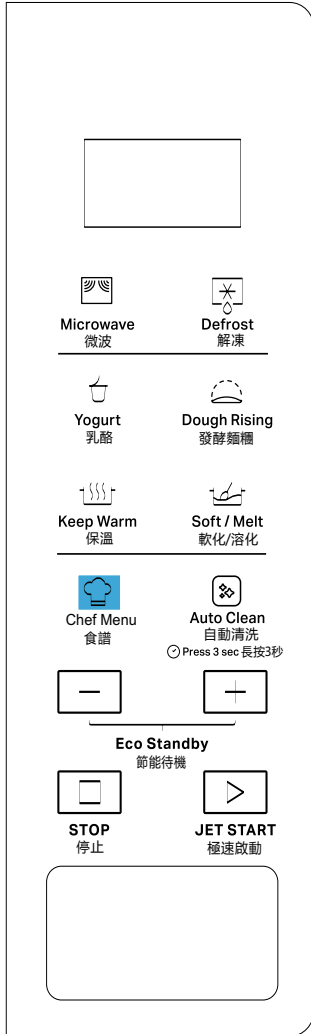 Microwave Defrost
微波 解凍
Yogurt Dough Rising
乳酪 發酵麵糰
Keep Warm Soft / Melt
保溫 軟化/溶化
Chef Menu Auto Clean
食譜 自動清洗
Press 3 sec 長按3秒
Eco Standby
節能待機
STOP JET START
停止 極速啟動